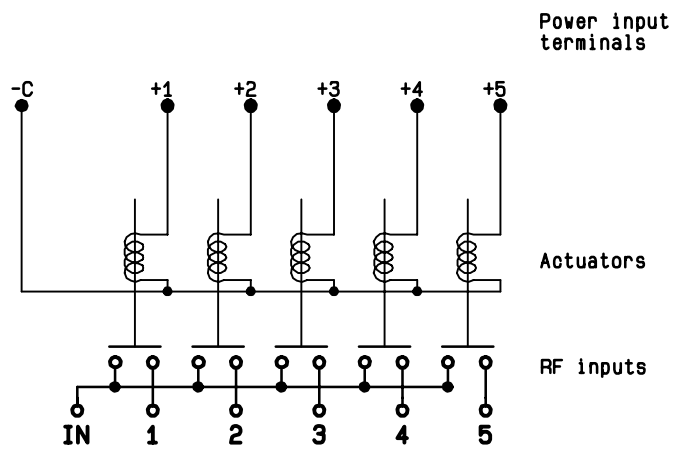 Power input
terminals
-C +1 +2 +3 +4 +5
Actuators
RF inputs
IN 1 2 3 4 5